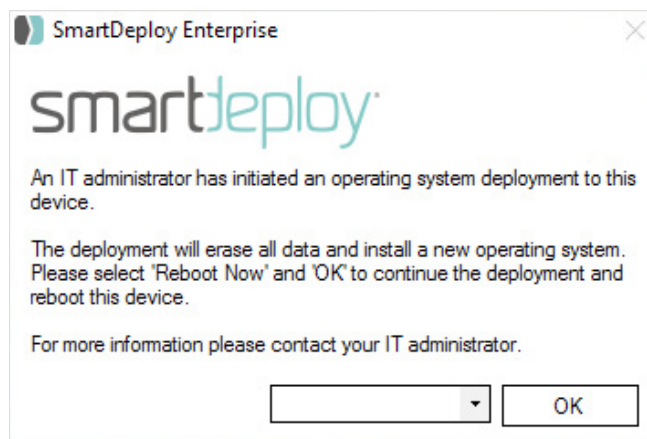 SmartDeploy Enterprise
smartdeploy
An IT administrator has initiated an operating system deployment to this
device.
The deployment will erase all data and install a new operating system.
Please select 'Reboot Now' and 'OK' to continue the deployment and
reboot this device.
For more information please contact your IT administrator.
OK